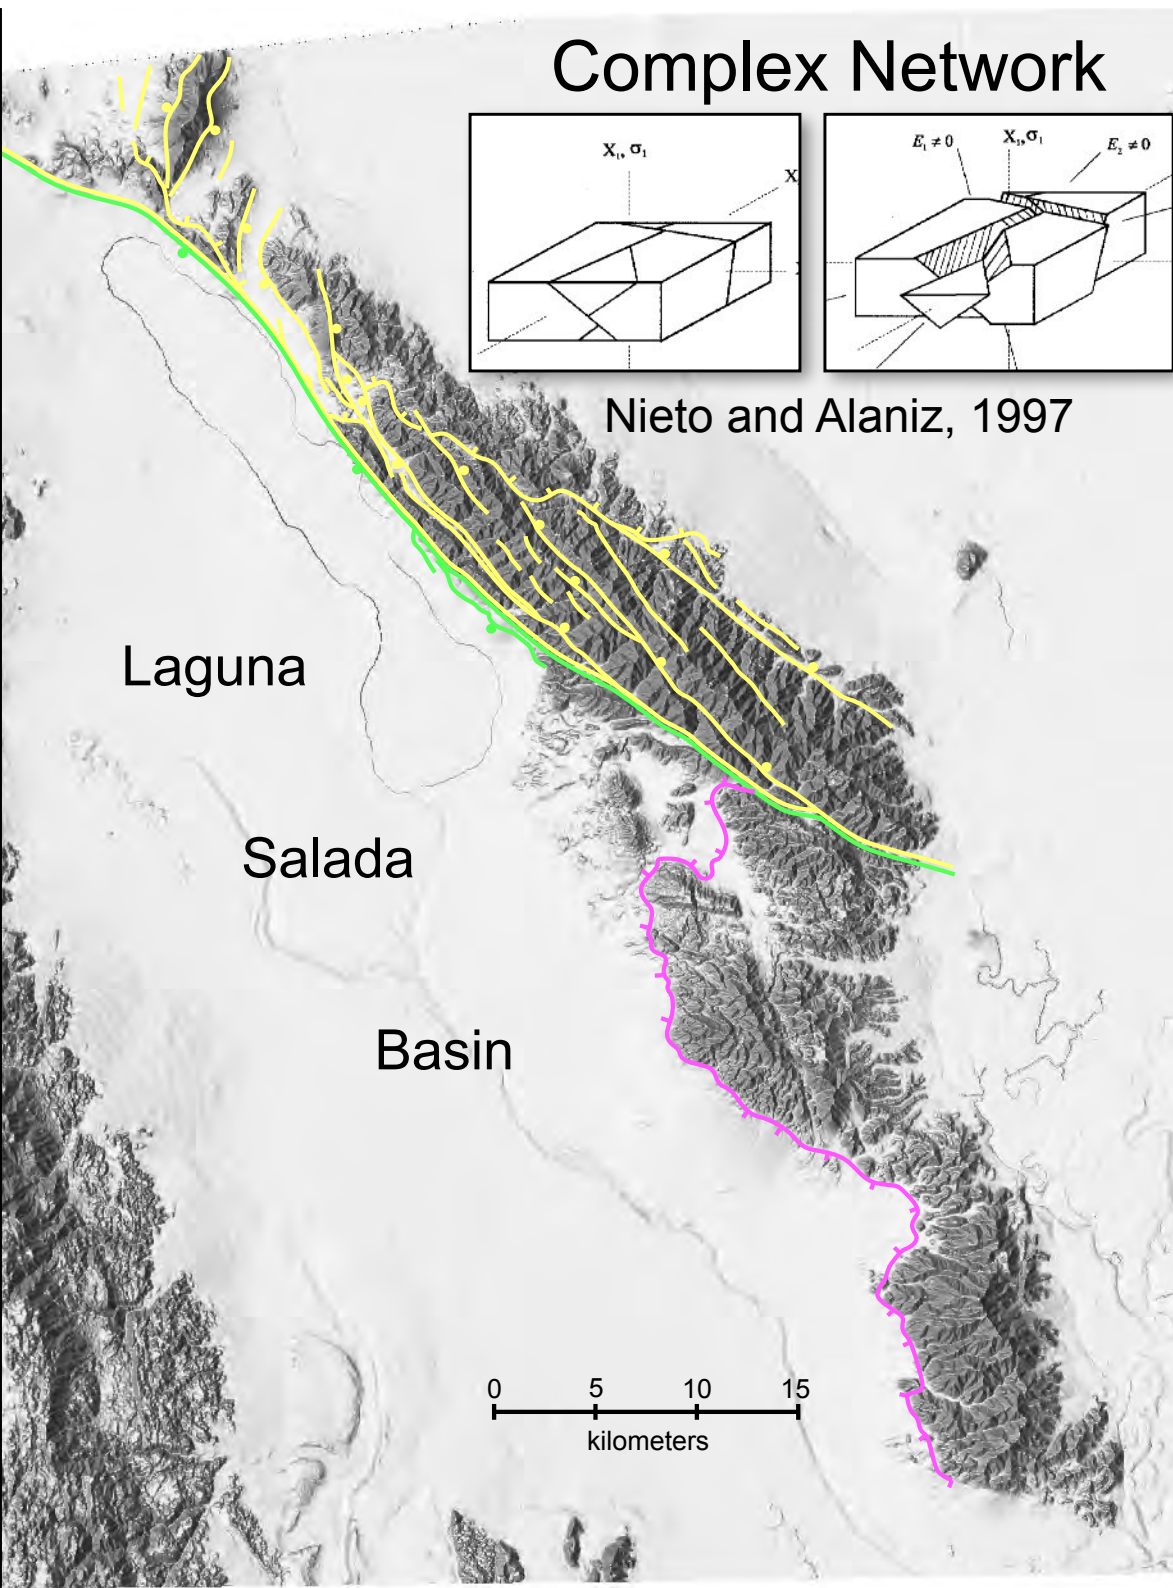 Complex Network
X₁, σ₁
X
E₁ ≠ 0
X₁, σ₁
E₂ ≠ 0
Nieto and Alaniz, 1997
Laguna
Salada
Basin
0 5 10 15
kilometers